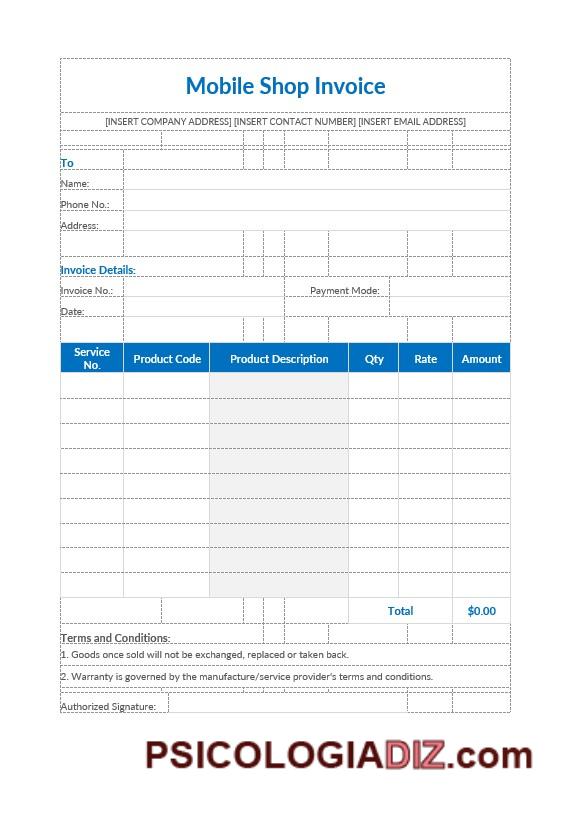 Mobile Shop Invoice
[INSERT COMPANY ADDRESS] [INSERT CONTACT NUMBER] [INSERT EMAIL ADDRESS]
To
Name:
Phone No.:
Address:
Invoice Details:
Invoice No.: Payment Mode:
Date:
Service No. Product Code Product Description Qty Rate Amount
Total $0.00
Terms and Conditions:
1. Goods once sold will not be exchanged, replaced or taken back.
2. Warranty is governed by the manufacture/service provider's terms and conditions.
Authorized Signature:
PSICOLOGIADIZ.com